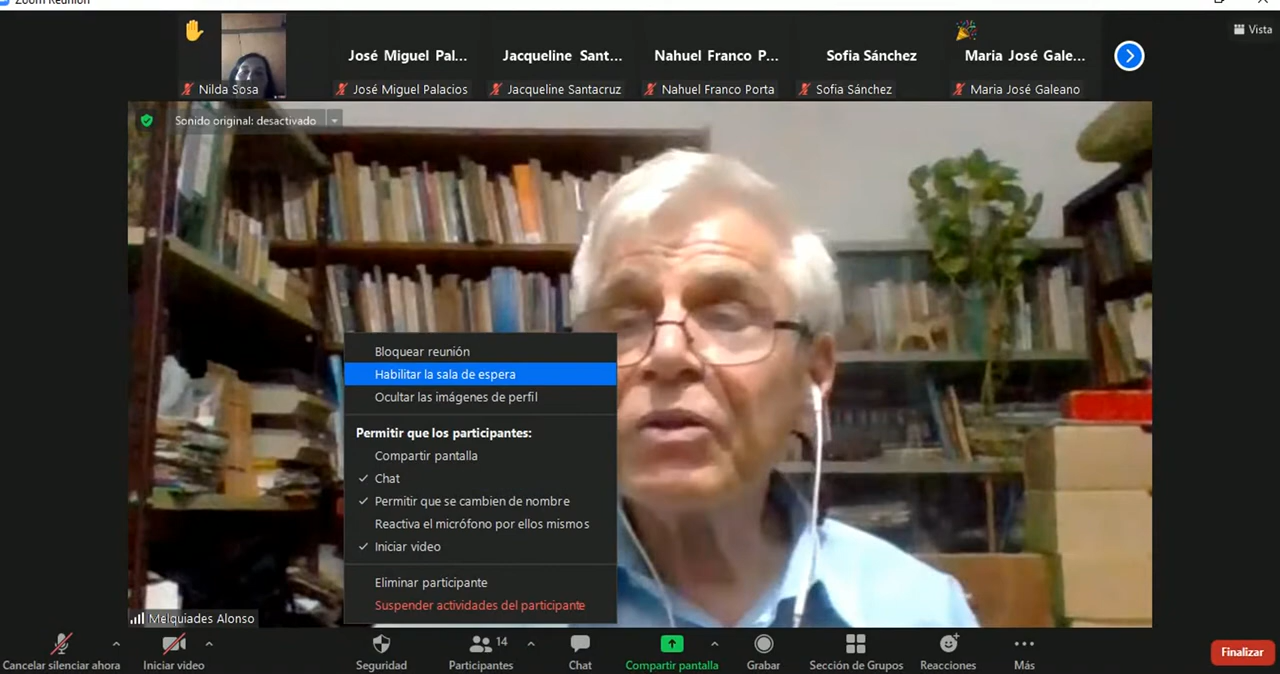 Zoom Reunión
Vista
José Miguel Pal...
Jacqueline Sant...
Nahuel Franco P...
Sofia Sánchez
Maria José Gale...
Nilda Sosa
José Miguel Palacios
Jacqueline Santacruz
Nahuel Franco Porta
Sofia Sánchez
Maria José Galeano
Sonido original: desactivado
Bloquear reunión
Habilitar la sala de espera
Ocultar las imágenes de perfil
Permitir que los participantes:
Compartir pantalla
Chat
Permitir que se cambien de nombre
Reactiva el micrófono por ellos mismos
Iniciar video
Eliminar participante
Suspender actividades del participante
Melquiades Alonso
14
Cancelar silenciar ahora
Iniciar video
Seguridad
Participantes
Chat
Compartir pantalla
Grabar
Sección de Grupos
Reacciones
Más
Finalizar